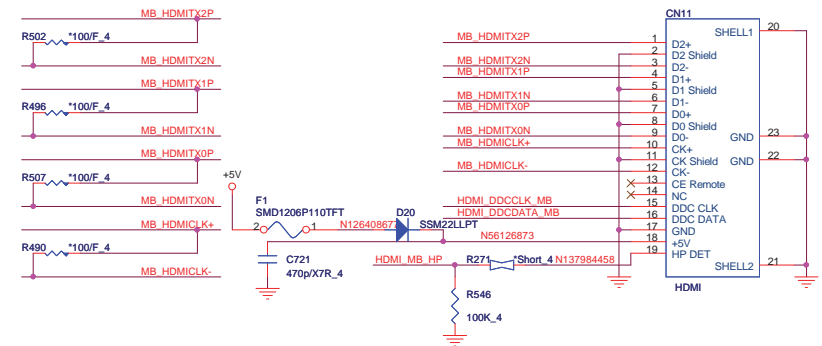 MB_HDMITX2P
R502 *100/F_4
MB_HDMITX2N
MB_HDMITX1P
R496 *100/F_4
MB_HDMITX1N
MB_HDMITX0P
R507 *100/F_4
MB_HDMITX0N
MB_HDMICLK+
R490 *100/F_4
MB_HDMICLK-
+5V
F1
SMD1206P110TFT
2 1
N126408677
D20
SSM22LLPT
N56126873
C721
470p/X7R_4
HDMI_MB_HP
R271 *Short_4 N137984458
R546
100K_4
CN11
SHELL1 20
MB_HDMITX2P 1 D2+
2 D2 Shield
MB_HDMITX2N 3 D2-
MB_HDMITX1P 4 D1+
5 D1 Shield
MB_HDMITX1N 6 D1-
MB_HDMITX0P 7 D0+
8 D0 Shield
MB_HDMITX0N 9 D0- GND 23
MB_HDMICLK+ 10 CK+
11 CK Shield GND 22
MB_HDMICLK- 12 CK-
13 CE Remote
14 NC
HDMI_DDCCLK_MB 15 DDC CLK
HDMI_DDCDATA_MB 16 DDC DATA
17 GND
18 +5V
19 HP DET
SHELL2 21
HDMI